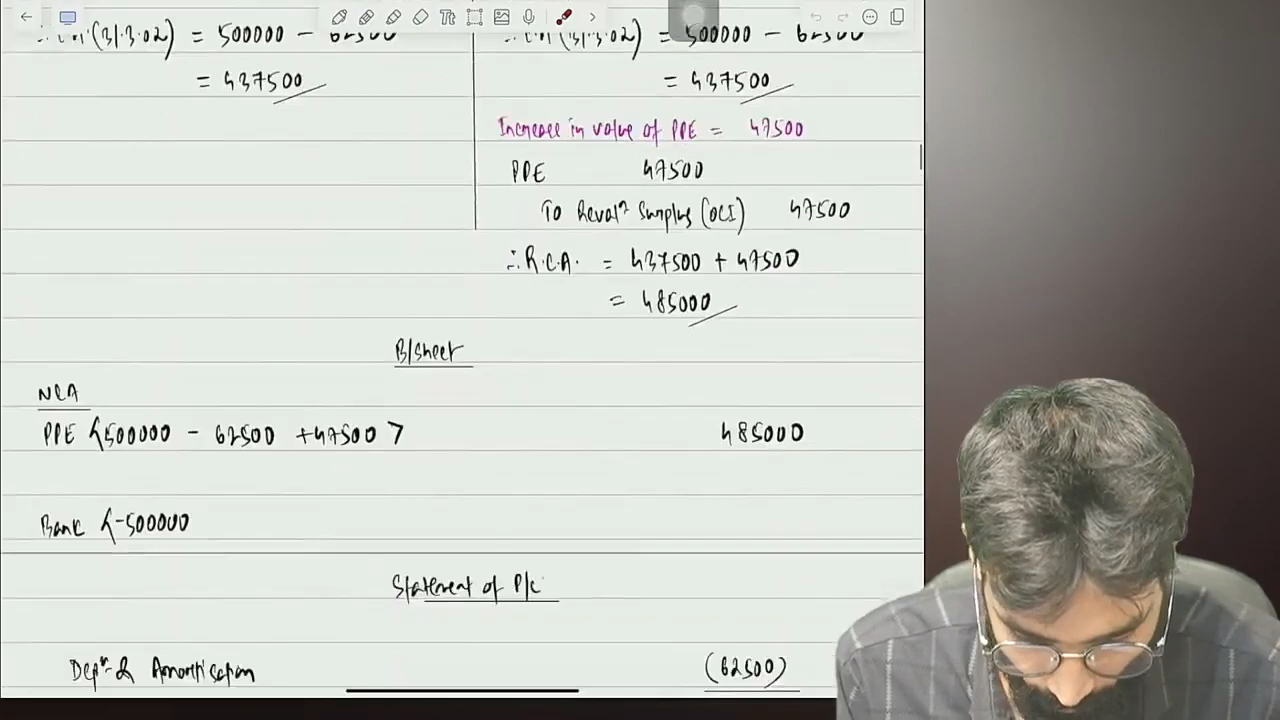 ∴ C.A.(31.3.02) = 500000 - 62500
= 437500
∴ C.A.(31.3.02) = 500000 - 62500
= 437500
Increase in value of PPE = 47500
PPE 47500
To Revalⁿ Surplus (OCI) 47500
∴ R.C.A. = 437500 + 47500
= 485000
B/Sheet
NCA
PPE <500000 - 62500 +47500> 485000
Bank <-500000
Statement of P/L
Depⁿ & Amortisation (62500)